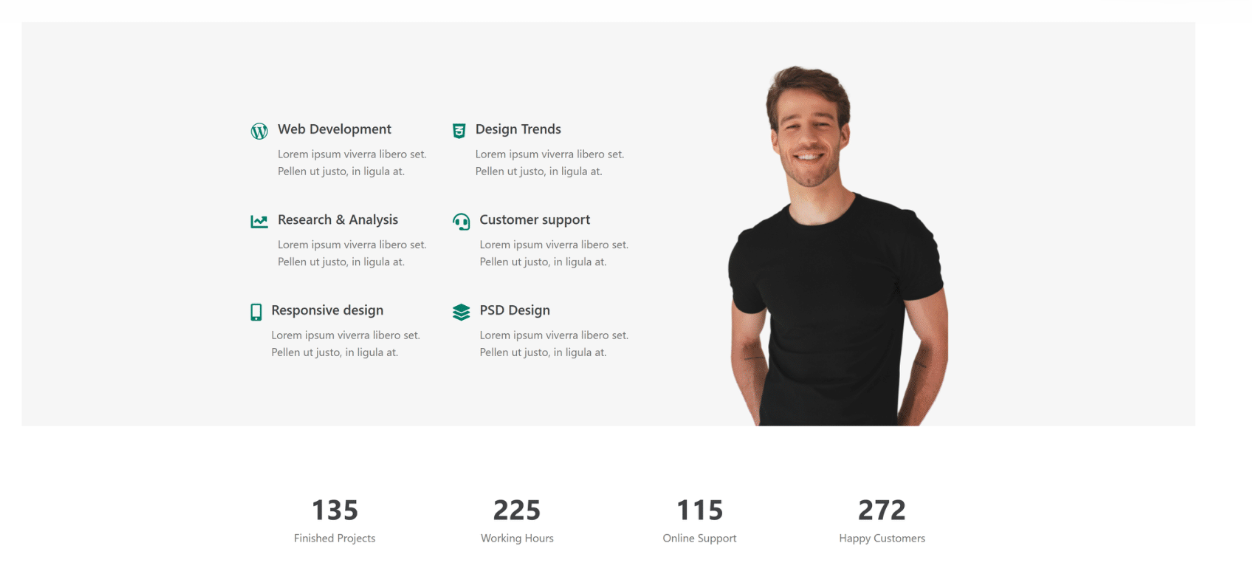 Web Development
Lorem ipsum viverra libero set.
Pellen ut justo, in ligula at.
Design Trends
Lorem ipsum viverra libero set.
Pellen ut justo, in ligula at.
Research & Analysis
Lorem ipsum viverra libero set.
Pellen ut justo, in ligula at.
Customer support
Lorem ipsum viverra libero set.
Pellen ut justo, in ligula at.
Responsive design
Lorem ipsum viverra libero set.
Pellen ut justo, in ligula at.
PSD Design
Lorem ipsum viverra libero set.
Pellen ut justo, in ligula at.
135
Finished Projects
225
Working Hours
115
Online Support
272
Happy Customers